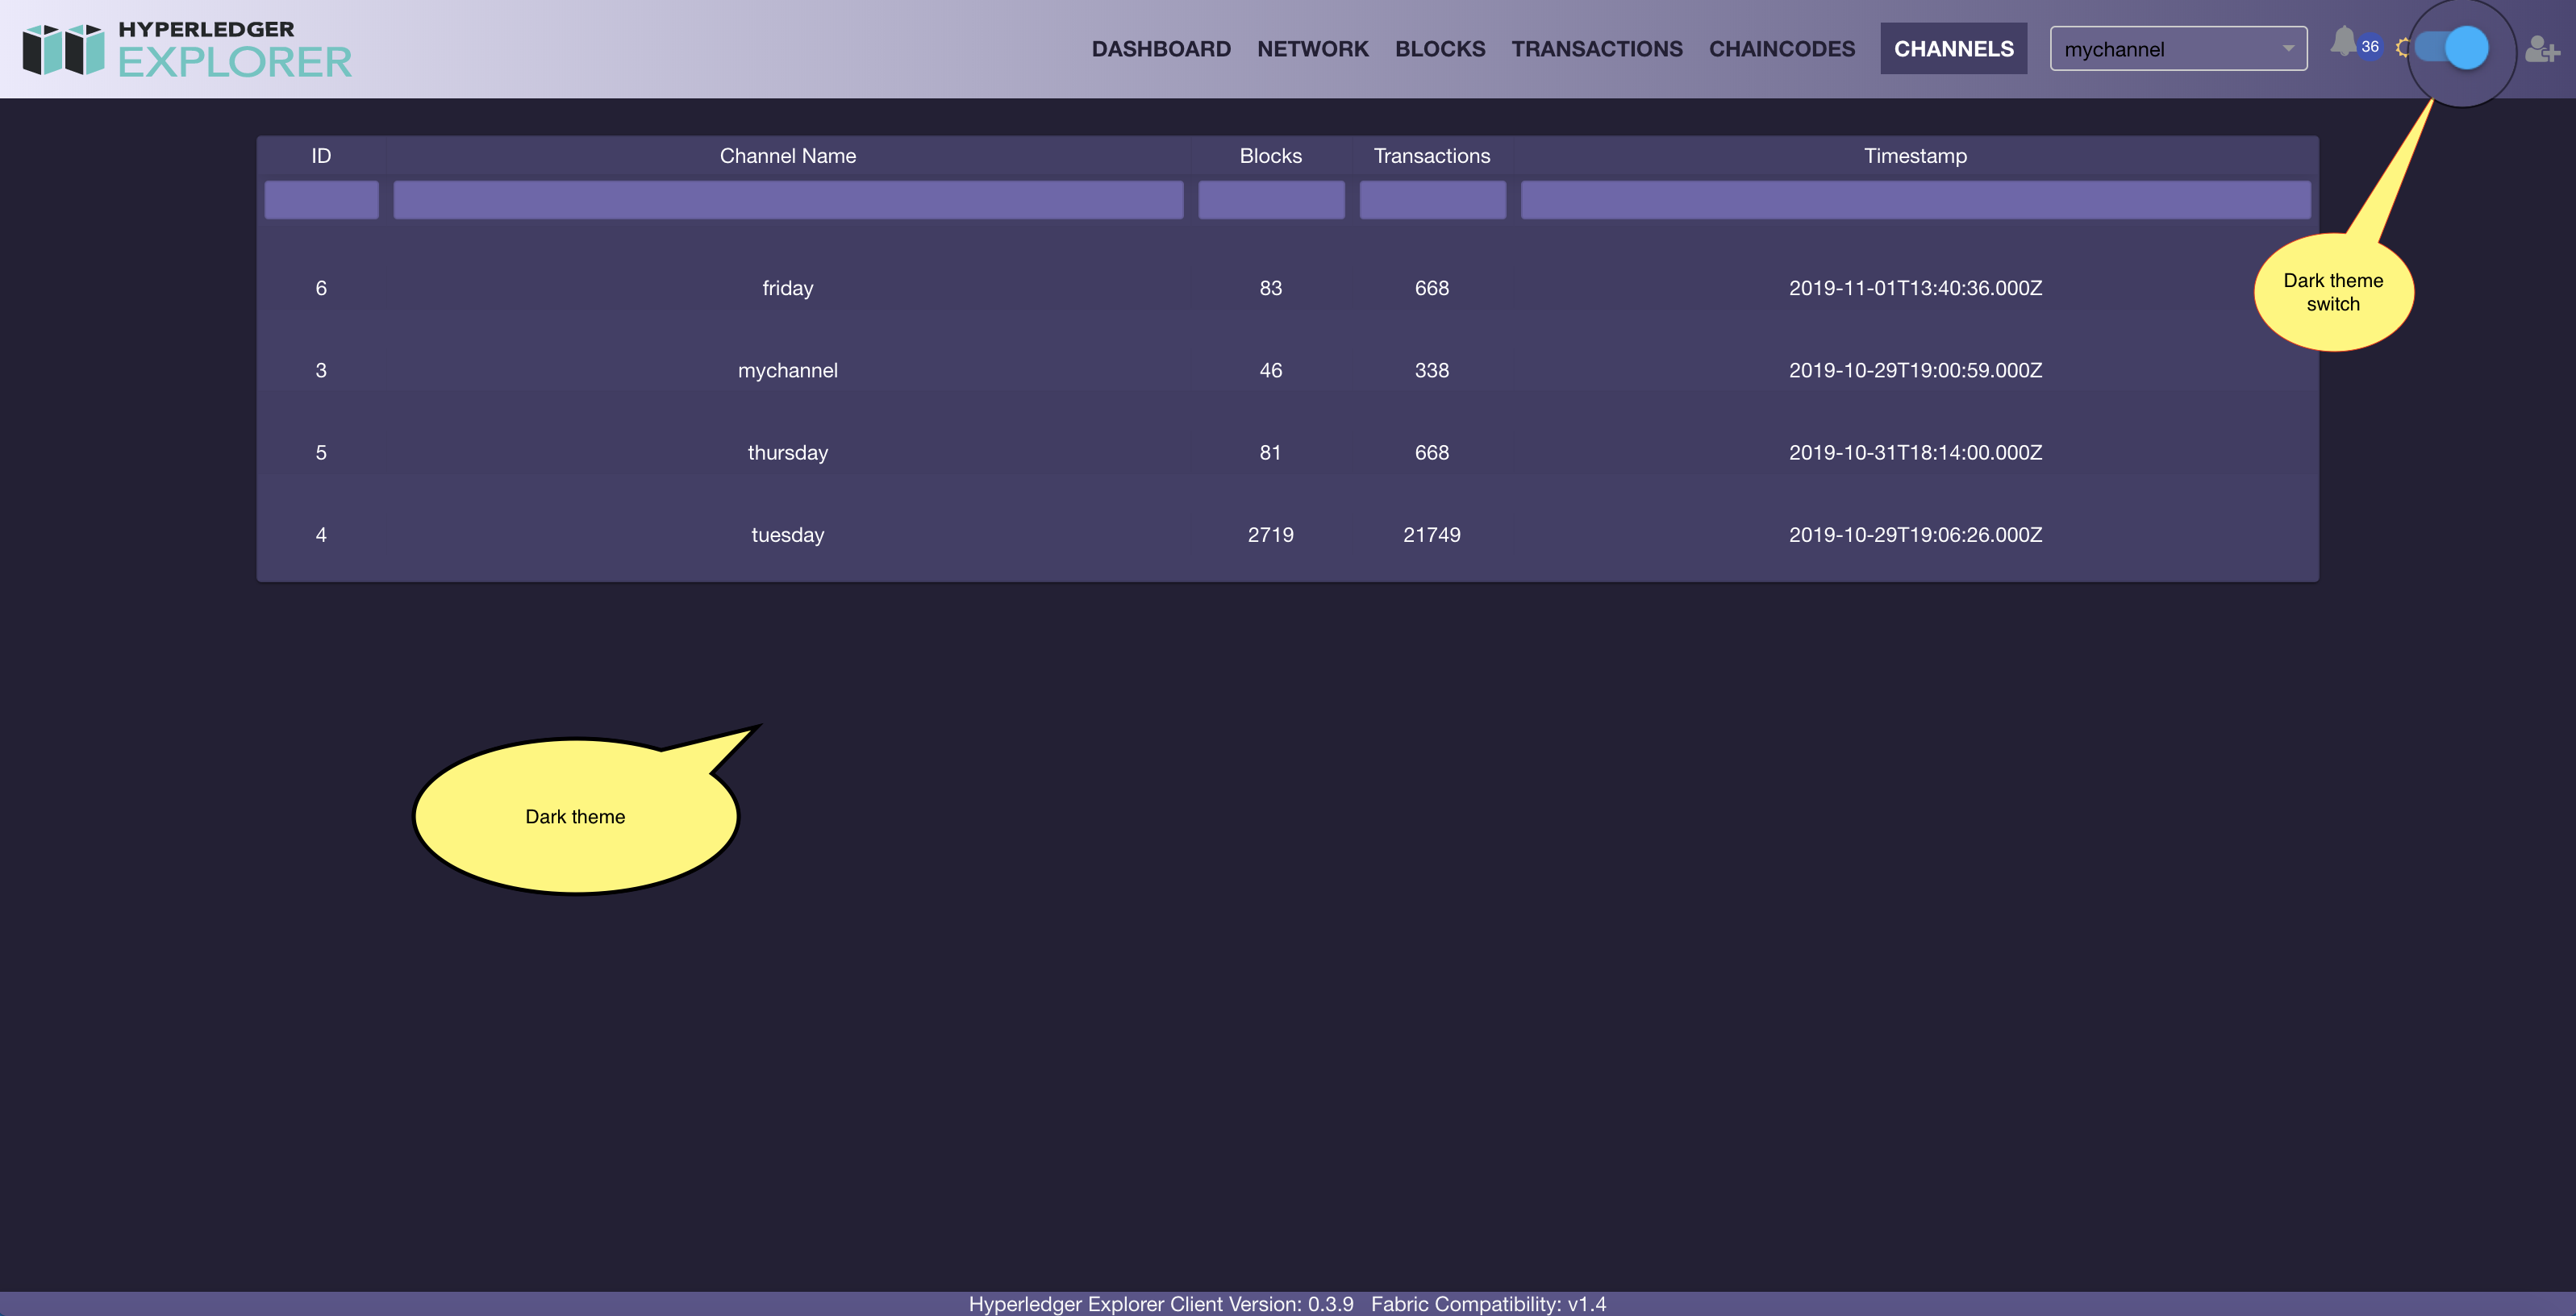 HYPERLEDGER
EXPLORER
DASHBOARD NETWORK BLOCKS TRANSACTIONS CHAINCODES CHANNELS mychannel 36
ID Channel Name Blocks Transactions Timestamp
6 friday 83 668 2019-11-01T13:40:36.000Z
3 mychannel 46 338 2019-10-29T19:00:59.000Z
5 thursday 81 668 2019-10-31T18:14:00.000Z
4 tuesday 2719 21749 2019-10-29T19:06:26.000Z
Dark theme
switch
Dark theme
Hyperledger Explorer Client Version: 0.3.9 Fabric Compatibility: v1.4